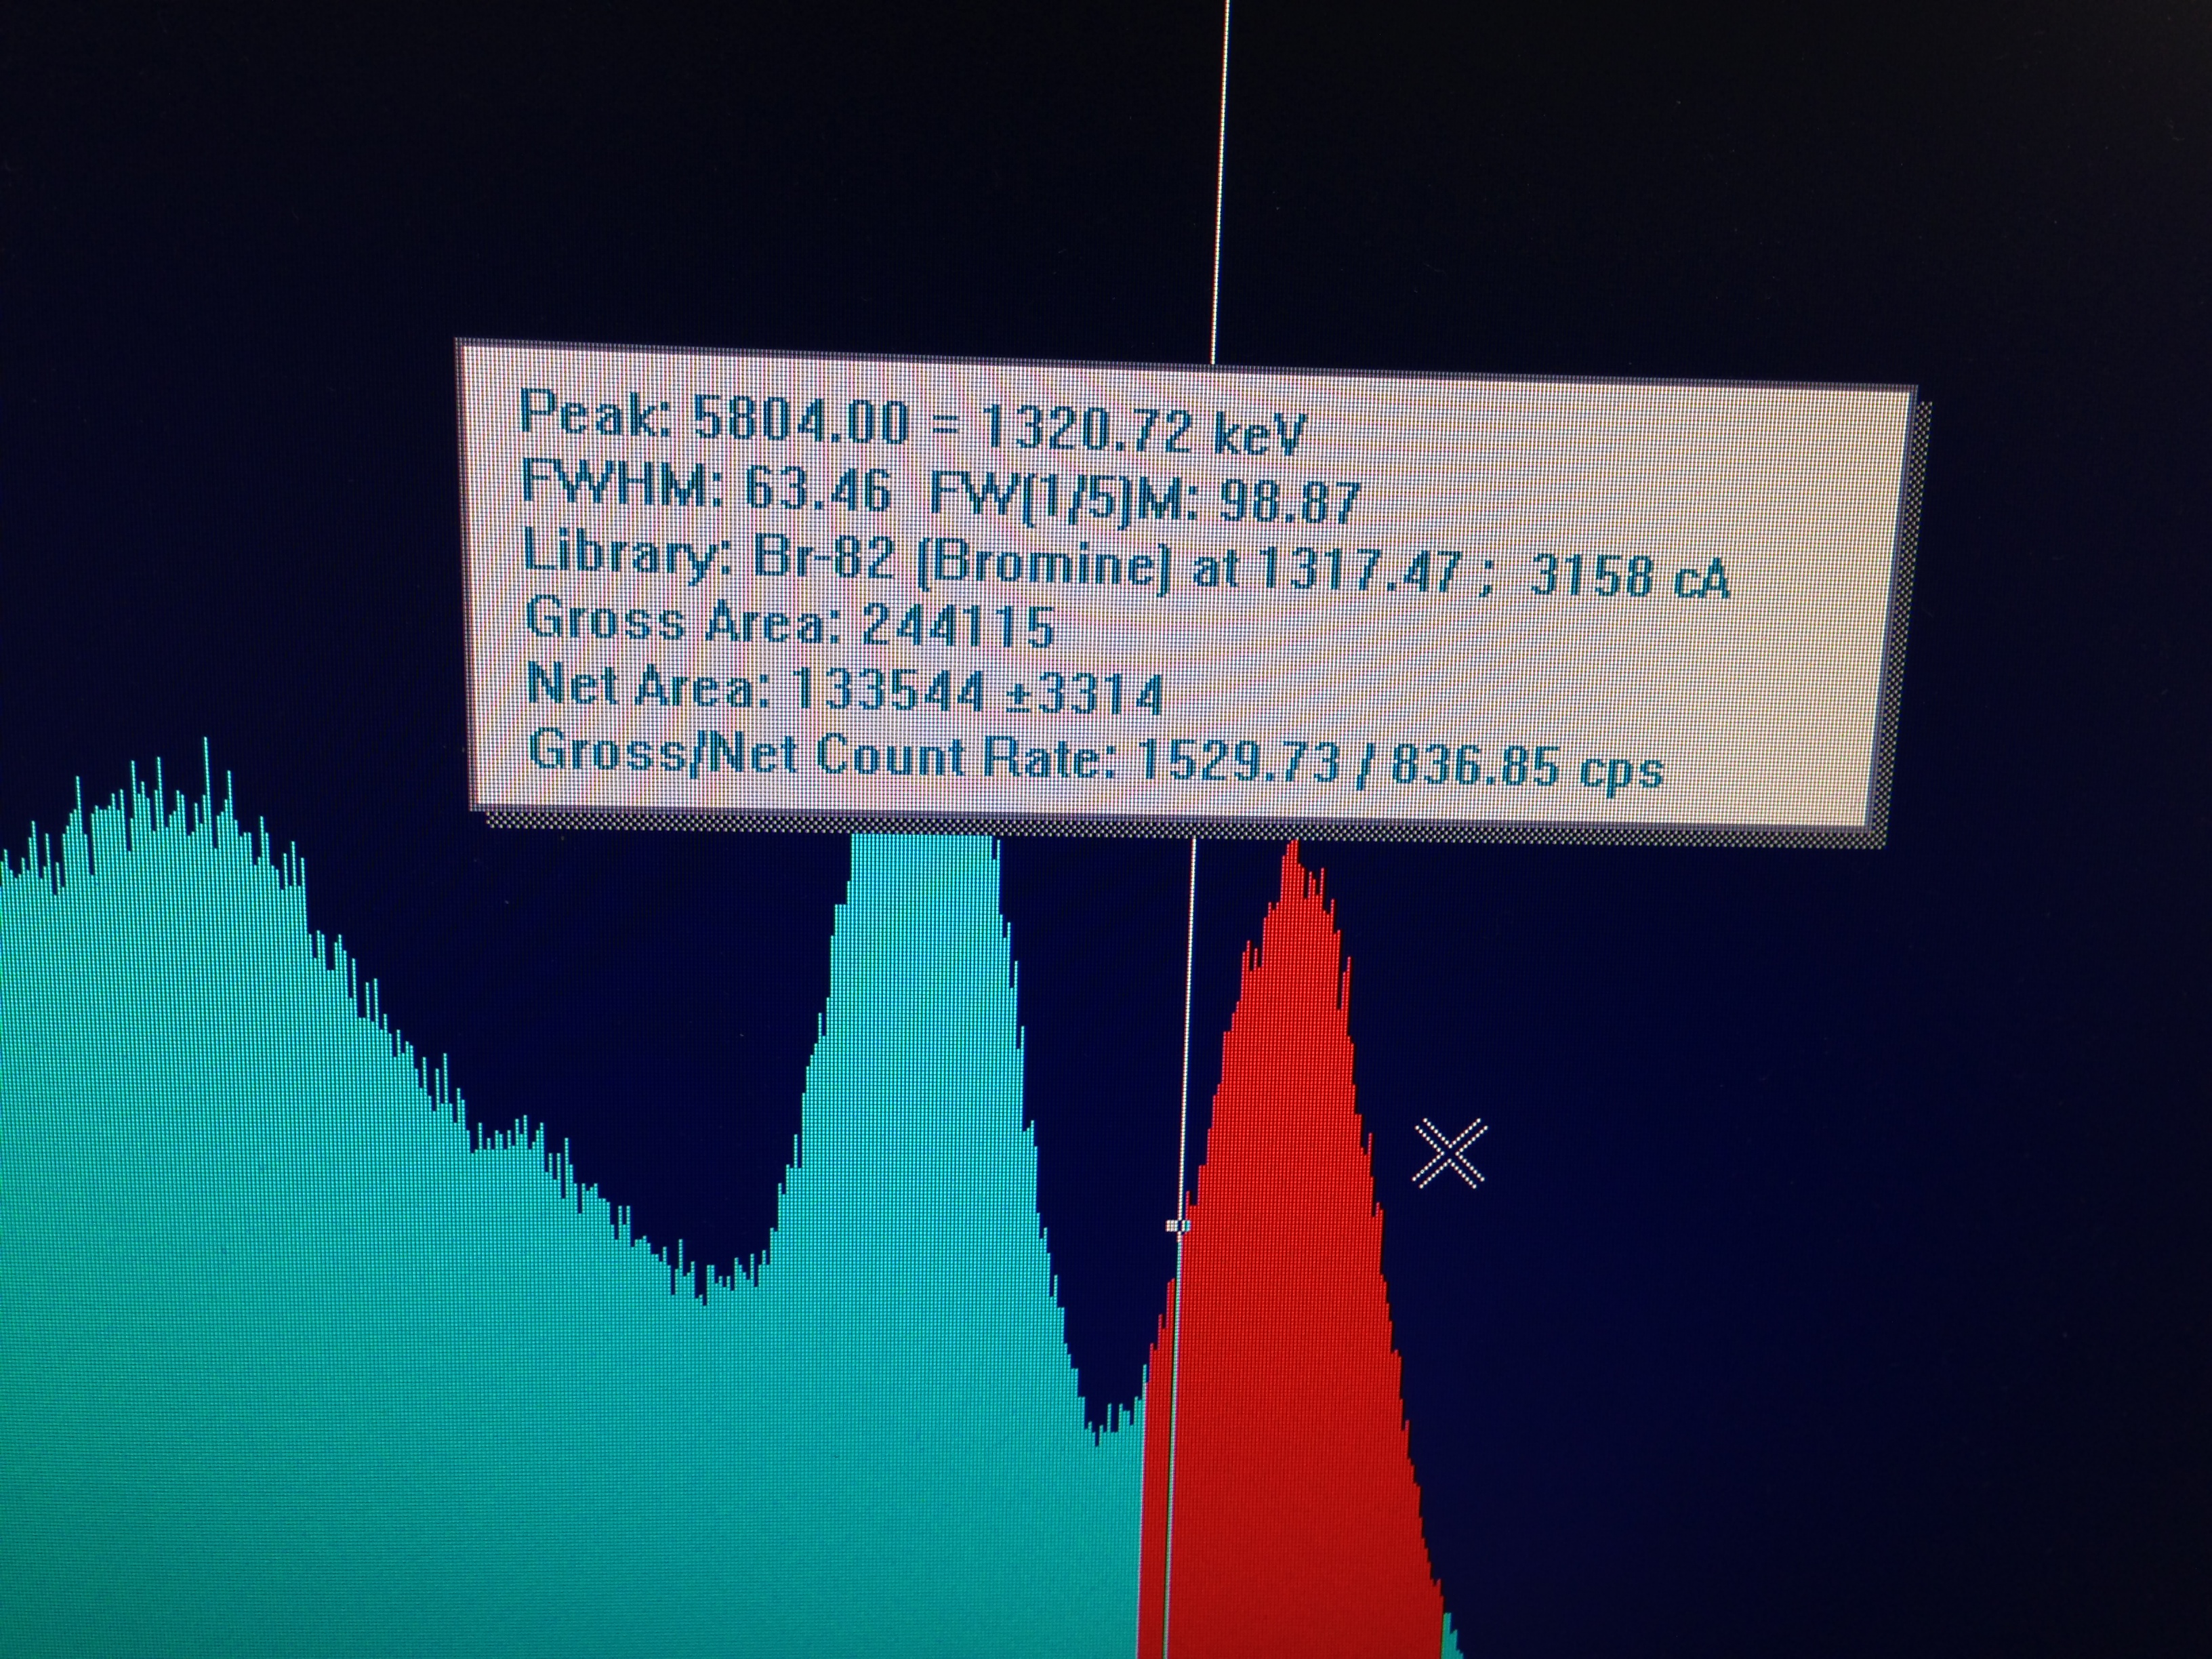 Peak: 5804.00 = 1320.72 keV
FWHM: 63.46 FW(1/5)M: 98.87
Library: Br-82 (Bromine) at 1317.47 ; 3158 cA
Gross Area: 244115
Net Area: 133544 ±3314
Gross/Net Count Rate: 1529.73 / 836.85 cps